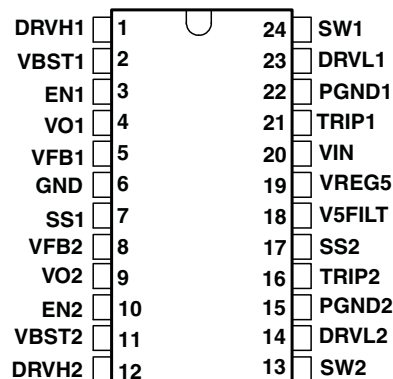 DRVH1 1 24 SW1
VBST1 2 23 DRVL1
EN1 3 22 PGND1
VO1 4 21 TRIP1
VFB1 5 20 VIN
GND 6 19 VREG5
SS1 7 18 V5FILT
VFB2 8 17 SS2
VO2 9 16 TRIP2
EN2 10 15 PGND2
VBST2 11 14 DRVL2
DRVH2 12 13 SW2